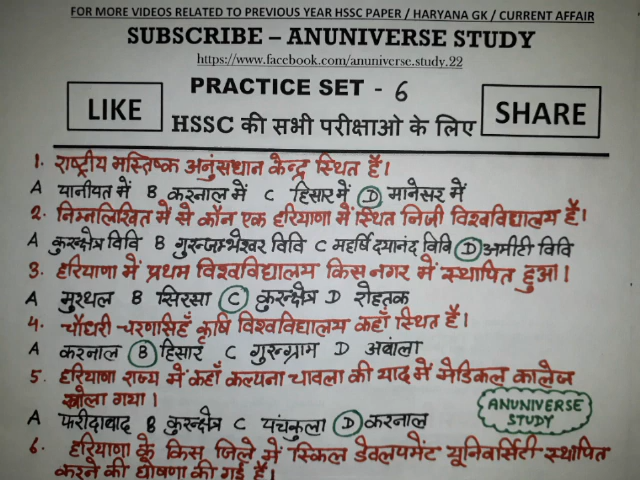 FOR MORE VIDEOS RELATED TO PREVIOUS YEAR HSSC PAPER / HARYANA GK / CURRENT AFFAIR
SUBSCRIBE – ANUNIVERSE STUDY
https://www.facebook.com/anuniverse.study.22
PRACTICE SET - 6
LIKE
SHARE
HSSC की सभी परीक्षाओ के लिए
1. राष्ट्रीय मस्तिष्क अनुंसधान केन्द्र स्थित है।
A पानीपत में B करनाल में C हिसार में D मानेसर में
2. निम्नलिखित में से कौन एक हरियाणा में स्थित निजी विश्वविद्यालय है।
A कुरुक्षेत्र विवि B गुरुजम्भेश्वर विवि C महर्षि दयानंद विवि D अमीटी विवि
3. हरियाणा में प्रथम विश्वविद्यालय किस नगर में स्थापित हुआ।
A मुरथल B सिरसा C कुरुक्षेत्र D रोहतक
4. चौधरी चरणसिहँ कृषि विश्वविद्यालय कहाँ स्थित है।
A करनाल B हिसार C गुरुग्राम D अंबाला
5. हरियाणा राज्य में कहाँ कल्पना चावला की याद में मेडिकल कालेज
खोला गया।
ANUNIVERSE
STUDY
A फरीदाबाद B कुरुक्षेत्र C पंचकुला D करनाल
6. हरियाणा के किस जिले में स्किल डेवलपमेंट यूनिवर्सिटी स्थापित
करने की घोषणा की गई है।